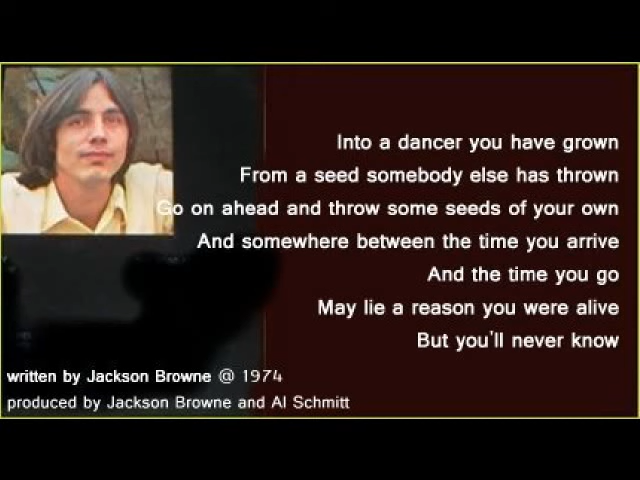 Into a dancer you have grown
From a seed somebody else has thrown
Go on ahead and throw some seeds of your own
And somewhere between the time you arrive
And the time you go
May lie a reason you were alive
But you'll never know
written by Jackson Browne @ 1974
produced by Jackson Browne and Al Schmitt